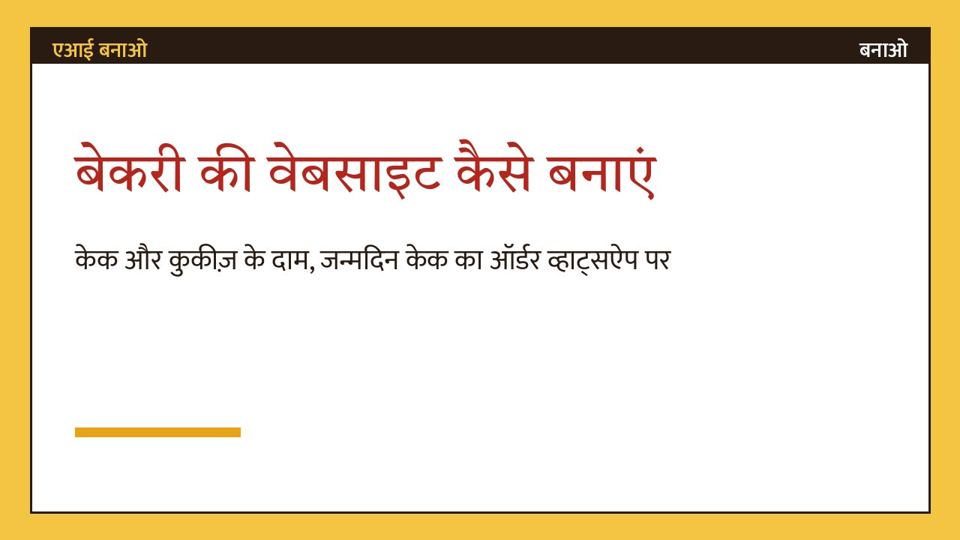 एआई बनाओ
बनाओ
बेकरी की वेबसाइट कैसे बनाएं
केक और कुकीज़ के दाम, जन्मदिन केक का ऑर्डर व्हाट्सऐप पर